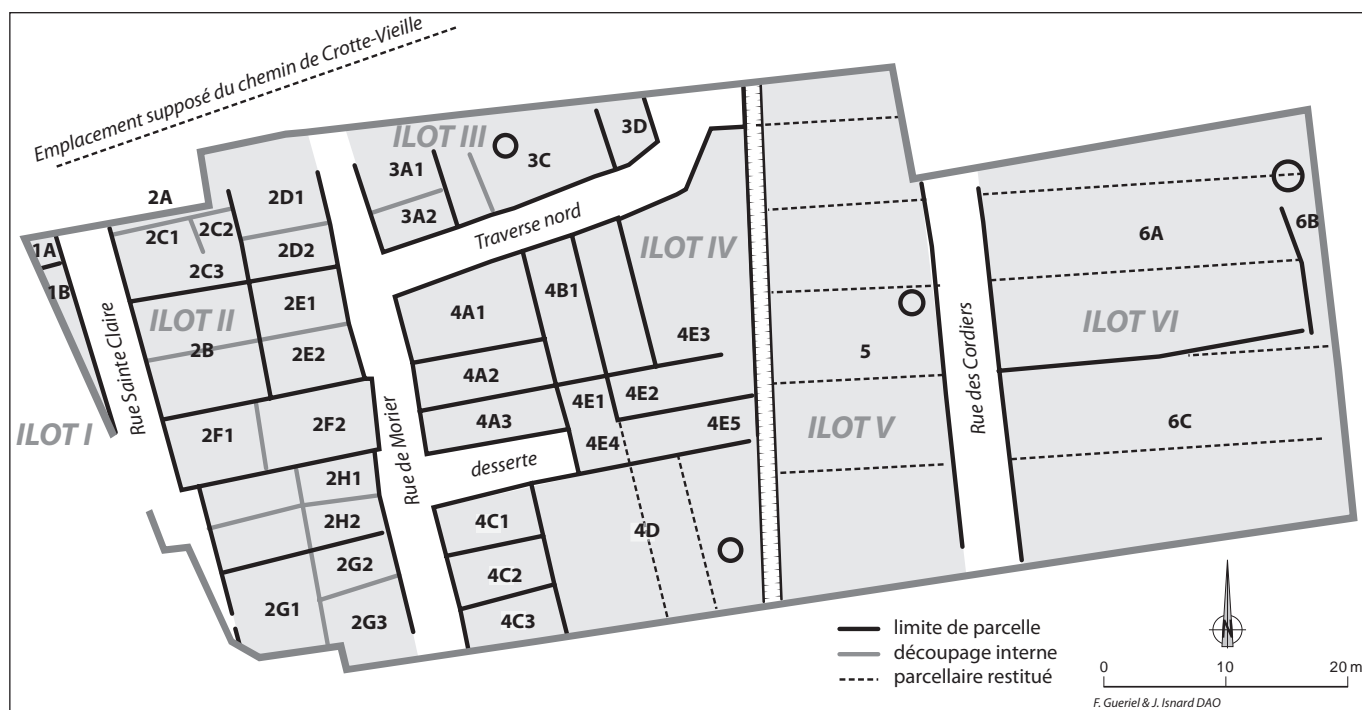 Emplacement supposé du chemin de Crotte-Vieille
ILOT I
1A
1B
Rue Sainte Claire
ILOT II
2A
2C1
2C2
2C3
2B
2D1
2D2
2E1
2E2
2F1
2F2
2H1
2H2
2G1
2G2
2G3
Rue de Morier
ILOT III
3A1
3A2
3C
3D
Traverse nord
ILOT IV
4A1
4A2
4A3
4B1
4E1
4E2
4E3
4E4
4E5
desserte
4C1
4C2
4C3
4D
ILOT V
5
Rue des Cordiers
ILOT VI
6A
6B
6C
limite de parcelle
découpage interne
parcellaire restitué
N
0 10 20 m
F. Gueriel & J. Isnard DAO